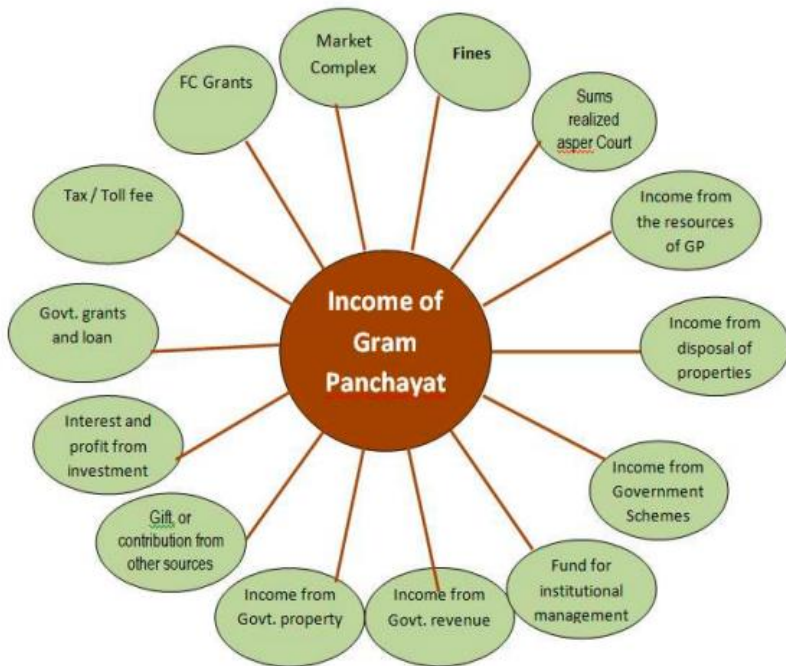 Income of
Gram
Panchayat
Market
Complex
Fines
Sums
realized
asper Court
Income from
the resources
of GP
Income from
disposal of
properties
Income from
Government
Schemes
Fund for
institutional
management
Income from
Govt. revenue
Income from
Govt. property
Gift, or
contribution from
other sources
Interest and
profit from
investment
Govt. grants
and loan
Tax / Toll fee
FC Grants